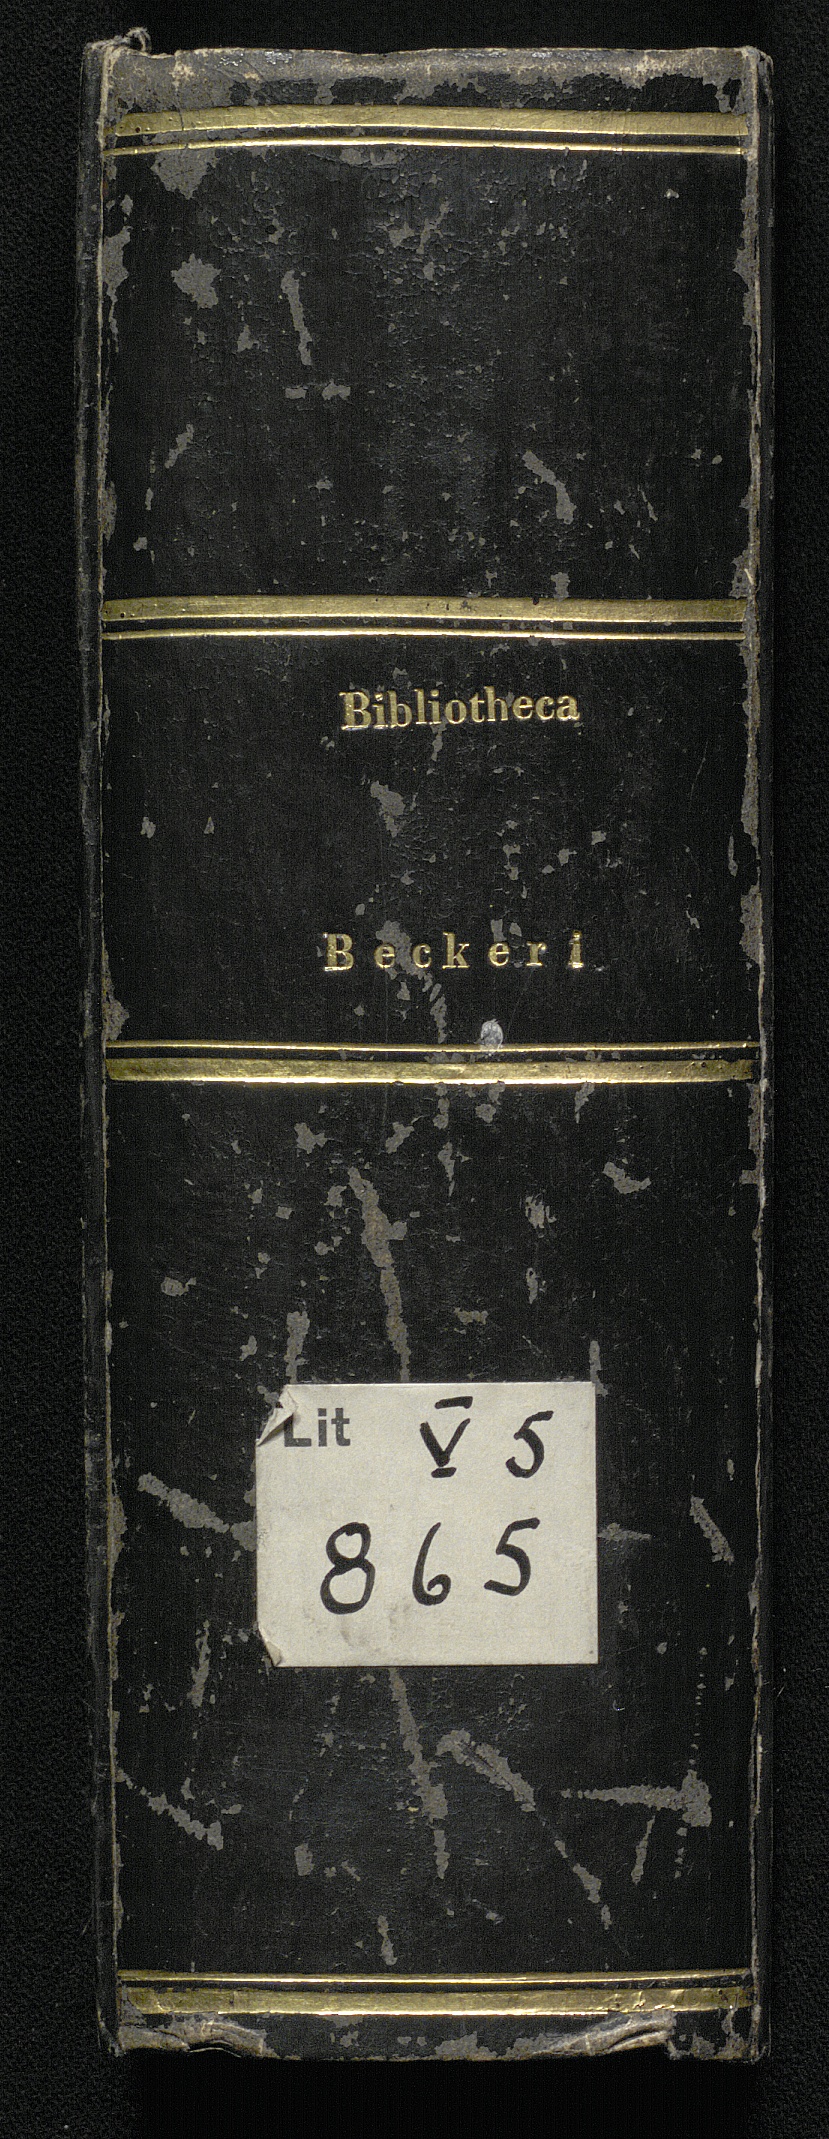 Bibliotheca
Beckeri
Lit V 5
865